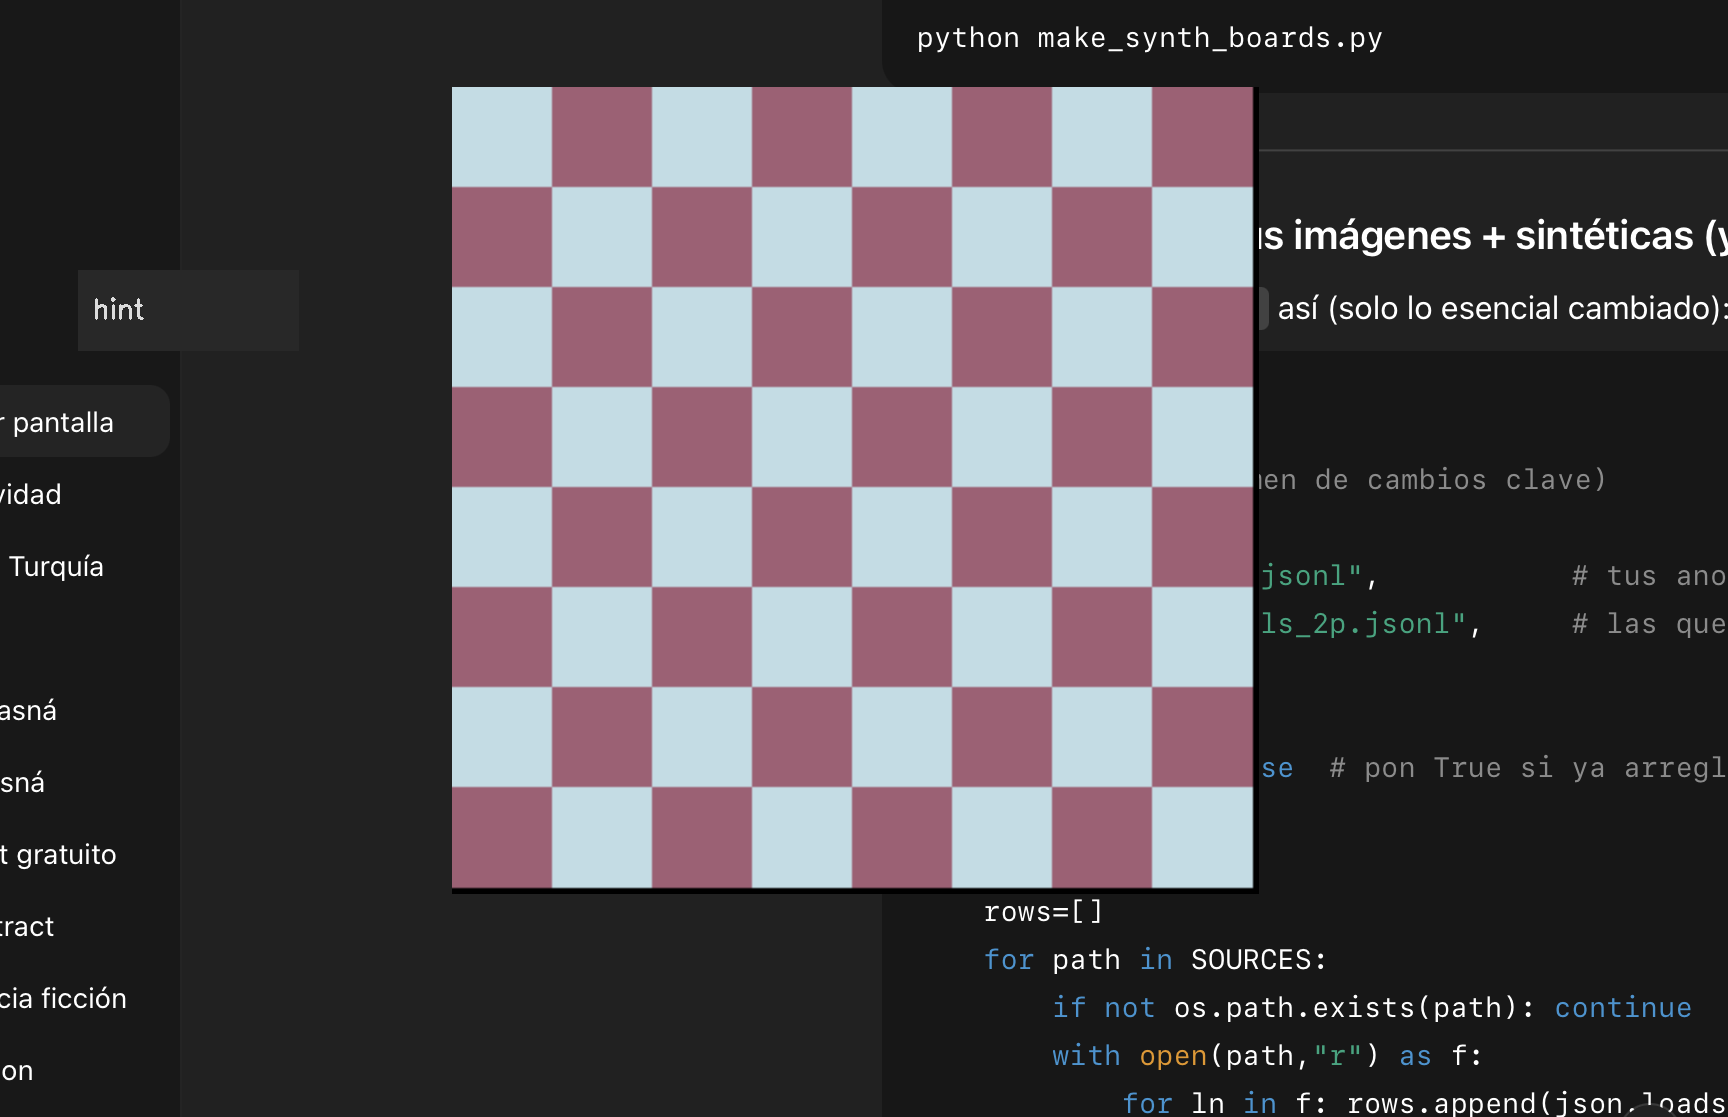 python make_synth_boards.py
hint
pantalla
vidad
Turquía
asná
sná
t gratuito
tract
cia ficción
on
s imágenes + sintéticas (y
así (solo lo esencial cambiado):
en de cambios clave)
jsonl", # tus ano
ls_2p.jsonl", # las que
se # pon True si ya arregl
rows=[]
for path in SOURCES:
if not os.path.exists(path): continue
with open(path,"r") as f:
for ln in f: rows.append(json.loads